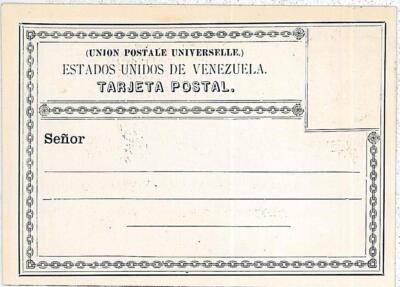 (UNION POSTALE UNIVERSELLE.)
ESTADOS UNIDOS DE VENEZUELA.
TARJETA POSTAL.
Señor